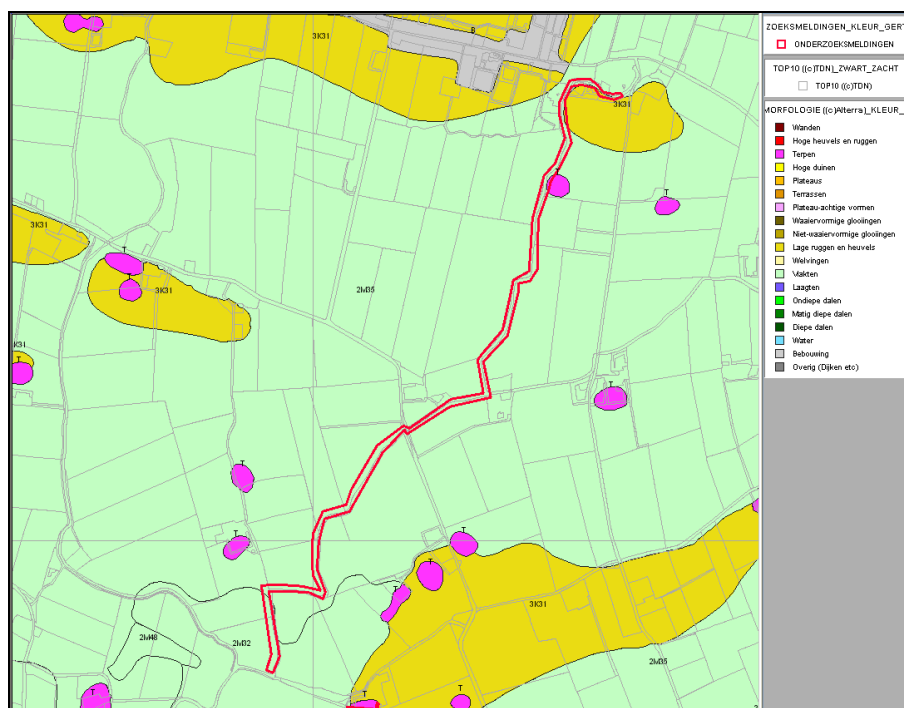 ZOEKSMELDINGEN_KLEUR_GERT
ONDERZOEKSMELDINGEN
TOP10 ((c)TDN)_ZWART_ZACHT
TOP10 ((c)TDN)
MORFOLOGIE ((c)Alterra)_KLEUR_
Wanden
Hoge heuvels en ruggen
Terpen
Hoge duinen
Plateaus
Terrassen
Plateau-achtige vormen
Waaiervormige glooiingen
Niet-waaiervormige glooiingen
Lage ruggen en heuvels
Welvingen
Vlakten
Laagten
Ondiepe dalen
Matig diepe dalen
Diepe dalen
Water
Bebouwing
Overig (Dijken etc)
T
3K31
B
3K31
T
T
3K31
T
T
3K31
2M35
K31
T
T
T
T
T
T
T
3K31
2M48
2M32
2M35
T
T
T